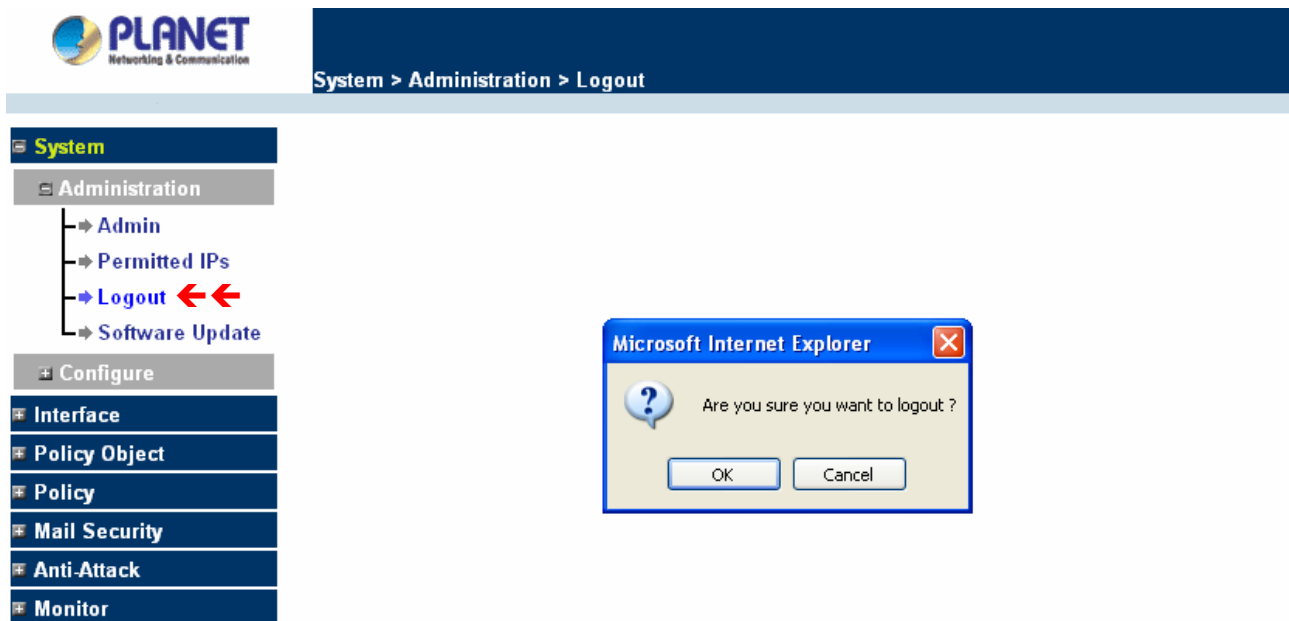 PLANET
Networking & Communication
System > Administration > Logout
System
Administration
Admin
Permitted IPs
Logout
Software Update
Configure
Interface
Policy Object
Policy
Mail Security
Anti-Attack
Monitor
Microsoft Internet Explorer
Are you sure you want to logout ?
OK Cancel